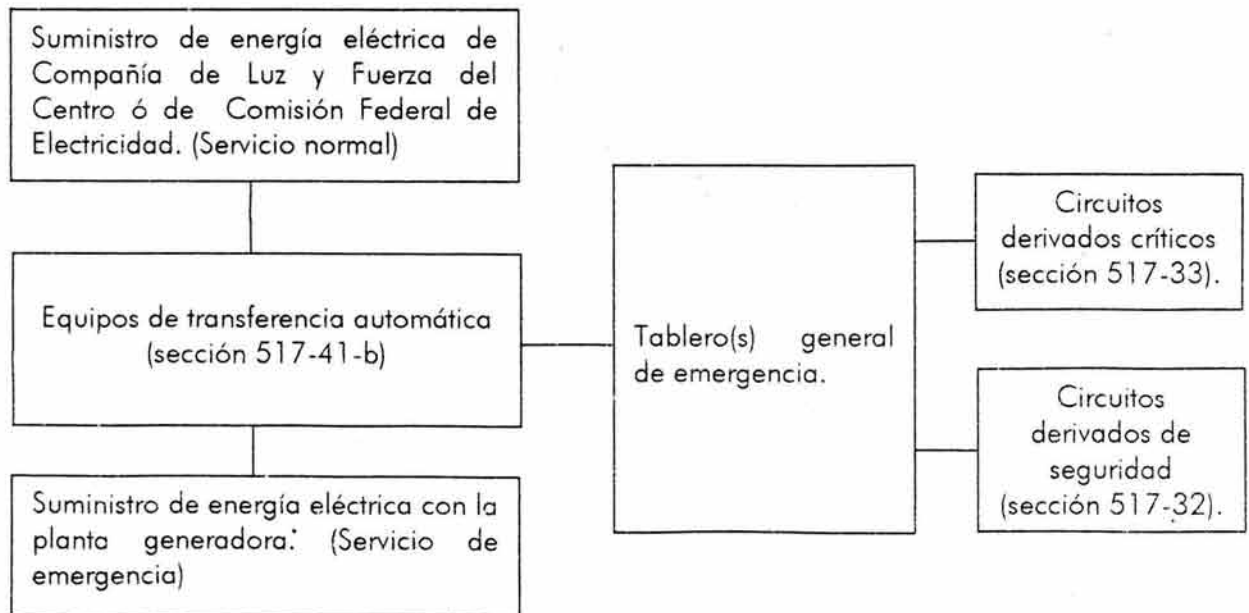 Suministro de energía eléctrica de
Compañía de Luz y Fuerza del
Centro ó de Comisión Federal de
Electricidad. (Servicio normal)
Equipos de transferencia automática
(sección 517-41-b)
Suministro de energía eléctrica con la
planta generadora. (Servicio de
emergencia)
Tablero(s) general
de emergencia.
Circuitos
derivados críticos
(sección 517-33).
Circuitos
derivados de
seguridad
(sección 517-32).